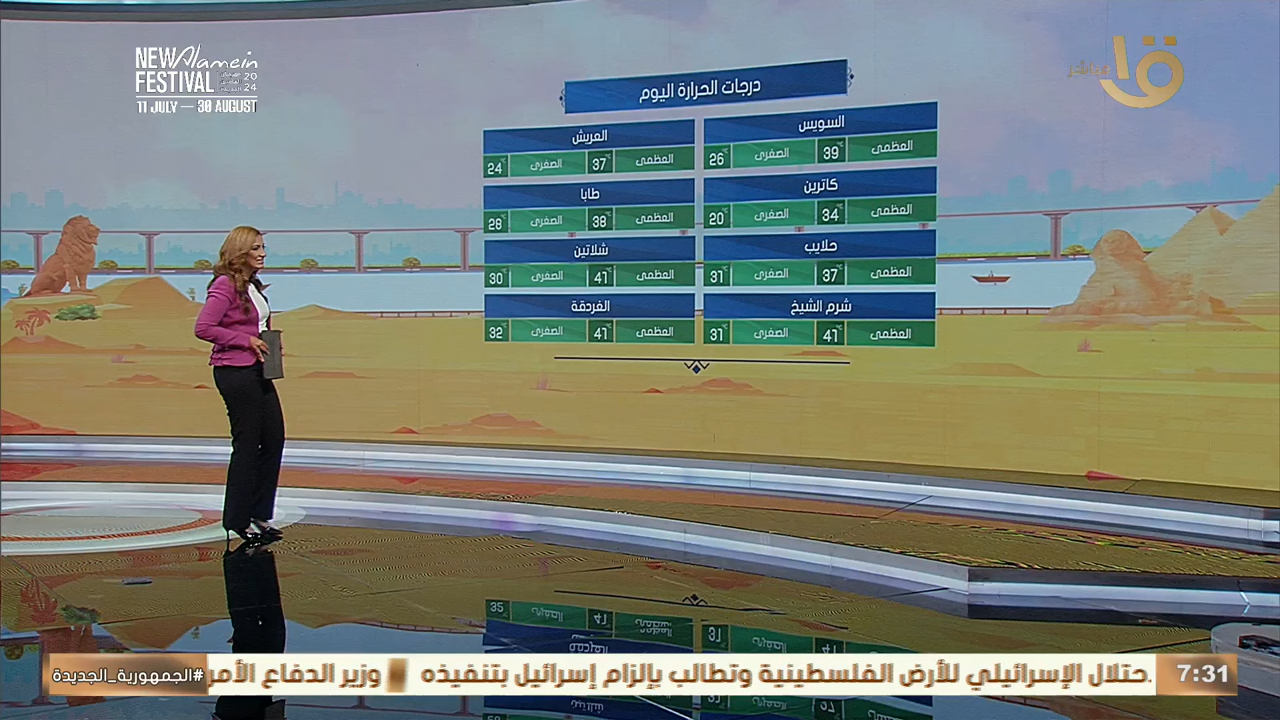 NEW Alamein
FESTIVAL 2024
11 JULY — 30 AUGUST
مباشر
درجات الحرارة اليوم
السويس
العظمى 39°c الصغرى 26°c
العريش
العظمى 37°c الصغرى 24°c
كاترين
العظمى 34°c الصغرى 20°c
طابا
العظمى 38°c الصغرى 28°c
حلايب
العظمى 37°c الصغرى 31°c
شلاتين
العظمى 41°c الصغرى 30°c
شرم الشيخ
العظمى 41°c الصغرى 31°c
الغردقة
العظمى 41°c الصغرى 32°c
7:31
حتلال الإسرائيلي للأرض الفلسطينية وتطالب بإلزام إسرائيل بتنفيذه وزير الدفاع الأمر
#الجمهورية_الجديدة